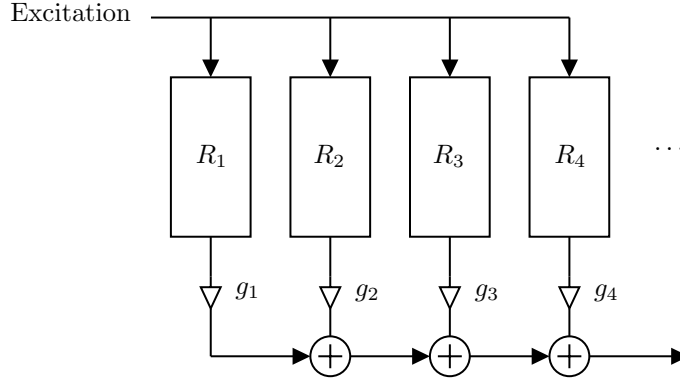 Excitation
R₁ R₂ R₃ R₄ ...
g₁ g₂ g₃ g₄
+ + +